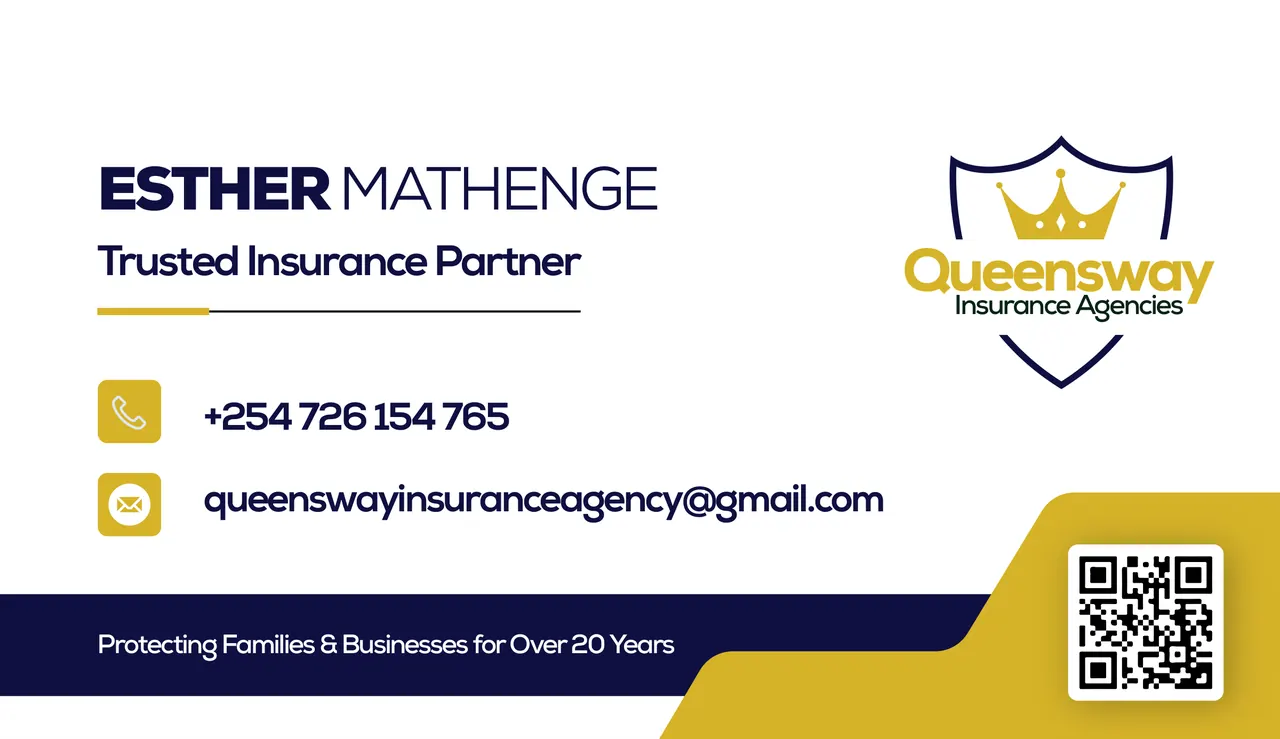 ESTHER MATHENGE
Trusted Insurance Partner
Queensway
Insurance Agencies
+254 726 154 765
queenswayinsuranceagency@gmail.com
Protecting Families & Businesses for Over 20 Years